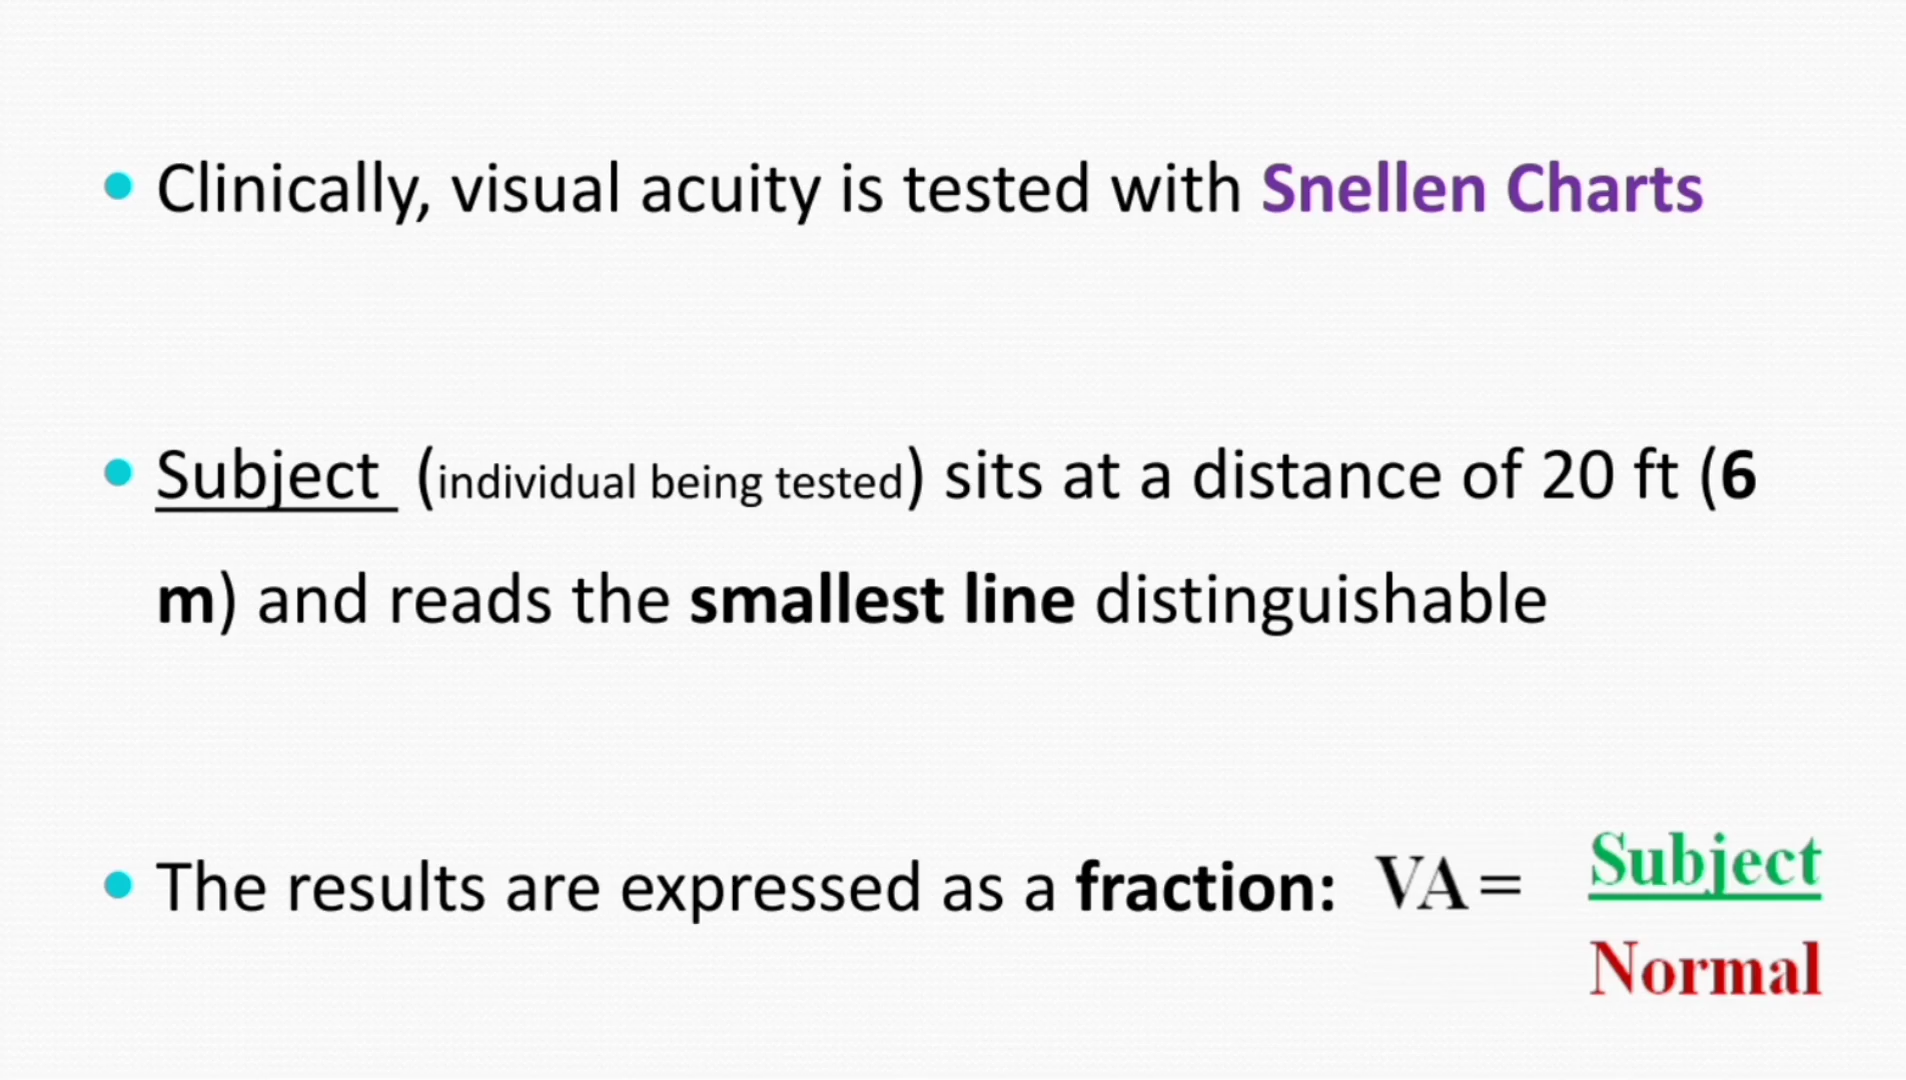 • Clinically, visual acuity is tested with Snellen Charts
• Subject (individual being tested) sits at a distance of 20 ft (6
m) and reads the smallest line distinguishable
• The results are expressed as a fraction: VA = Subject
Normal